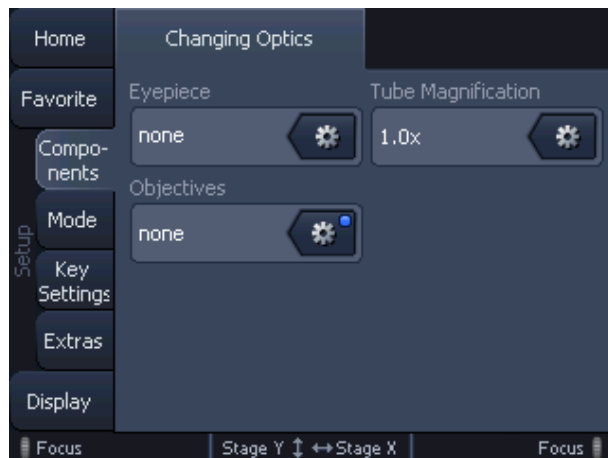 Home
Changing Optics
Favorite
Eyepiece
Tube Magnification
none
1.0x
Compo-
nents
Objectives
none
Setup
Mode
Key
Settings
Extras
Display
Focus
Stage Y ↕ ↔ Stage X
Focus